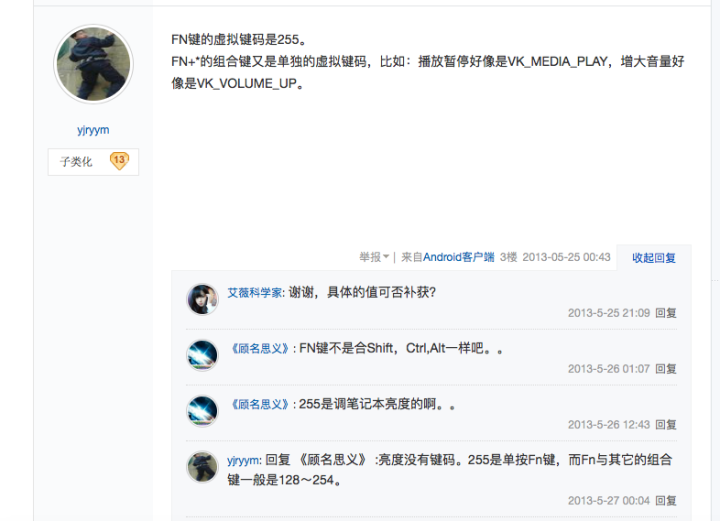 FN键的虚拟键码是255。
FN+*的组合键又是单独的虚拟键码，比如：播放暂停好像是VK_MEDIA_PLAY，增大音量好
像是VK_VOLUME_UP。
yjryym
子类化 13
举报 | 来自Android客户端 3楼 2013-05-25 00:43 收起回复
艾薇科学家: 谢谢，具体的值可否补获?
2013-5-25 21:09 回复
《顾名思义》: FN键不是合Shift，Ctrl,Alt一样吧。。
2013-5-26 01:07 回复
《顾名思义》: 255是调笔记本亮度的啊。。
2013-5-26 12:43 回复
yjryym: 回复 《顾名思义》 :亮度没有键码。255是单按Fn键，而Fn与其它的组合
键一般是128～254。
2013-5-27 00:04 回复